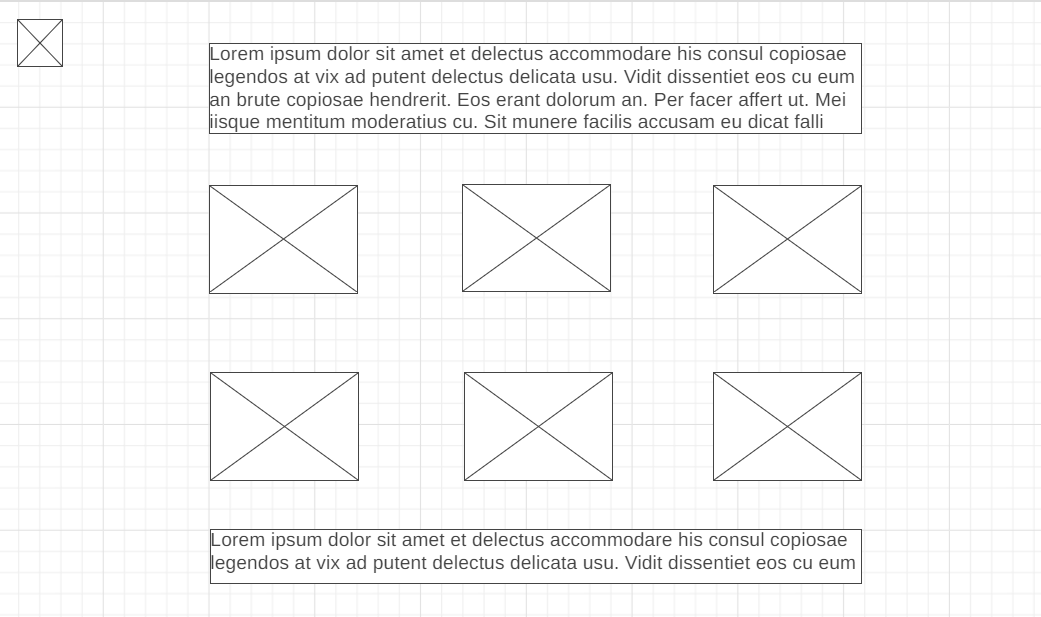 Lorem ipsum dolor sit amet et delectus accommodare his consul copiosae
legendos at vix ad putent delectus delicata usu. Vidit dissentiet eos cu eum
an brute copiosae hendrerit. Eos erant dolorum an. Per facer affert ut. Mei
iisque mentitum moderatius cu. Sit munere facilis accusam eu dicat falli
Lorem ipsum dolor sit amet et delectus accommodare his consul copiosae
legendos at vix ad putent delectus delicata usu. Vidit dissentiet eos cu eum